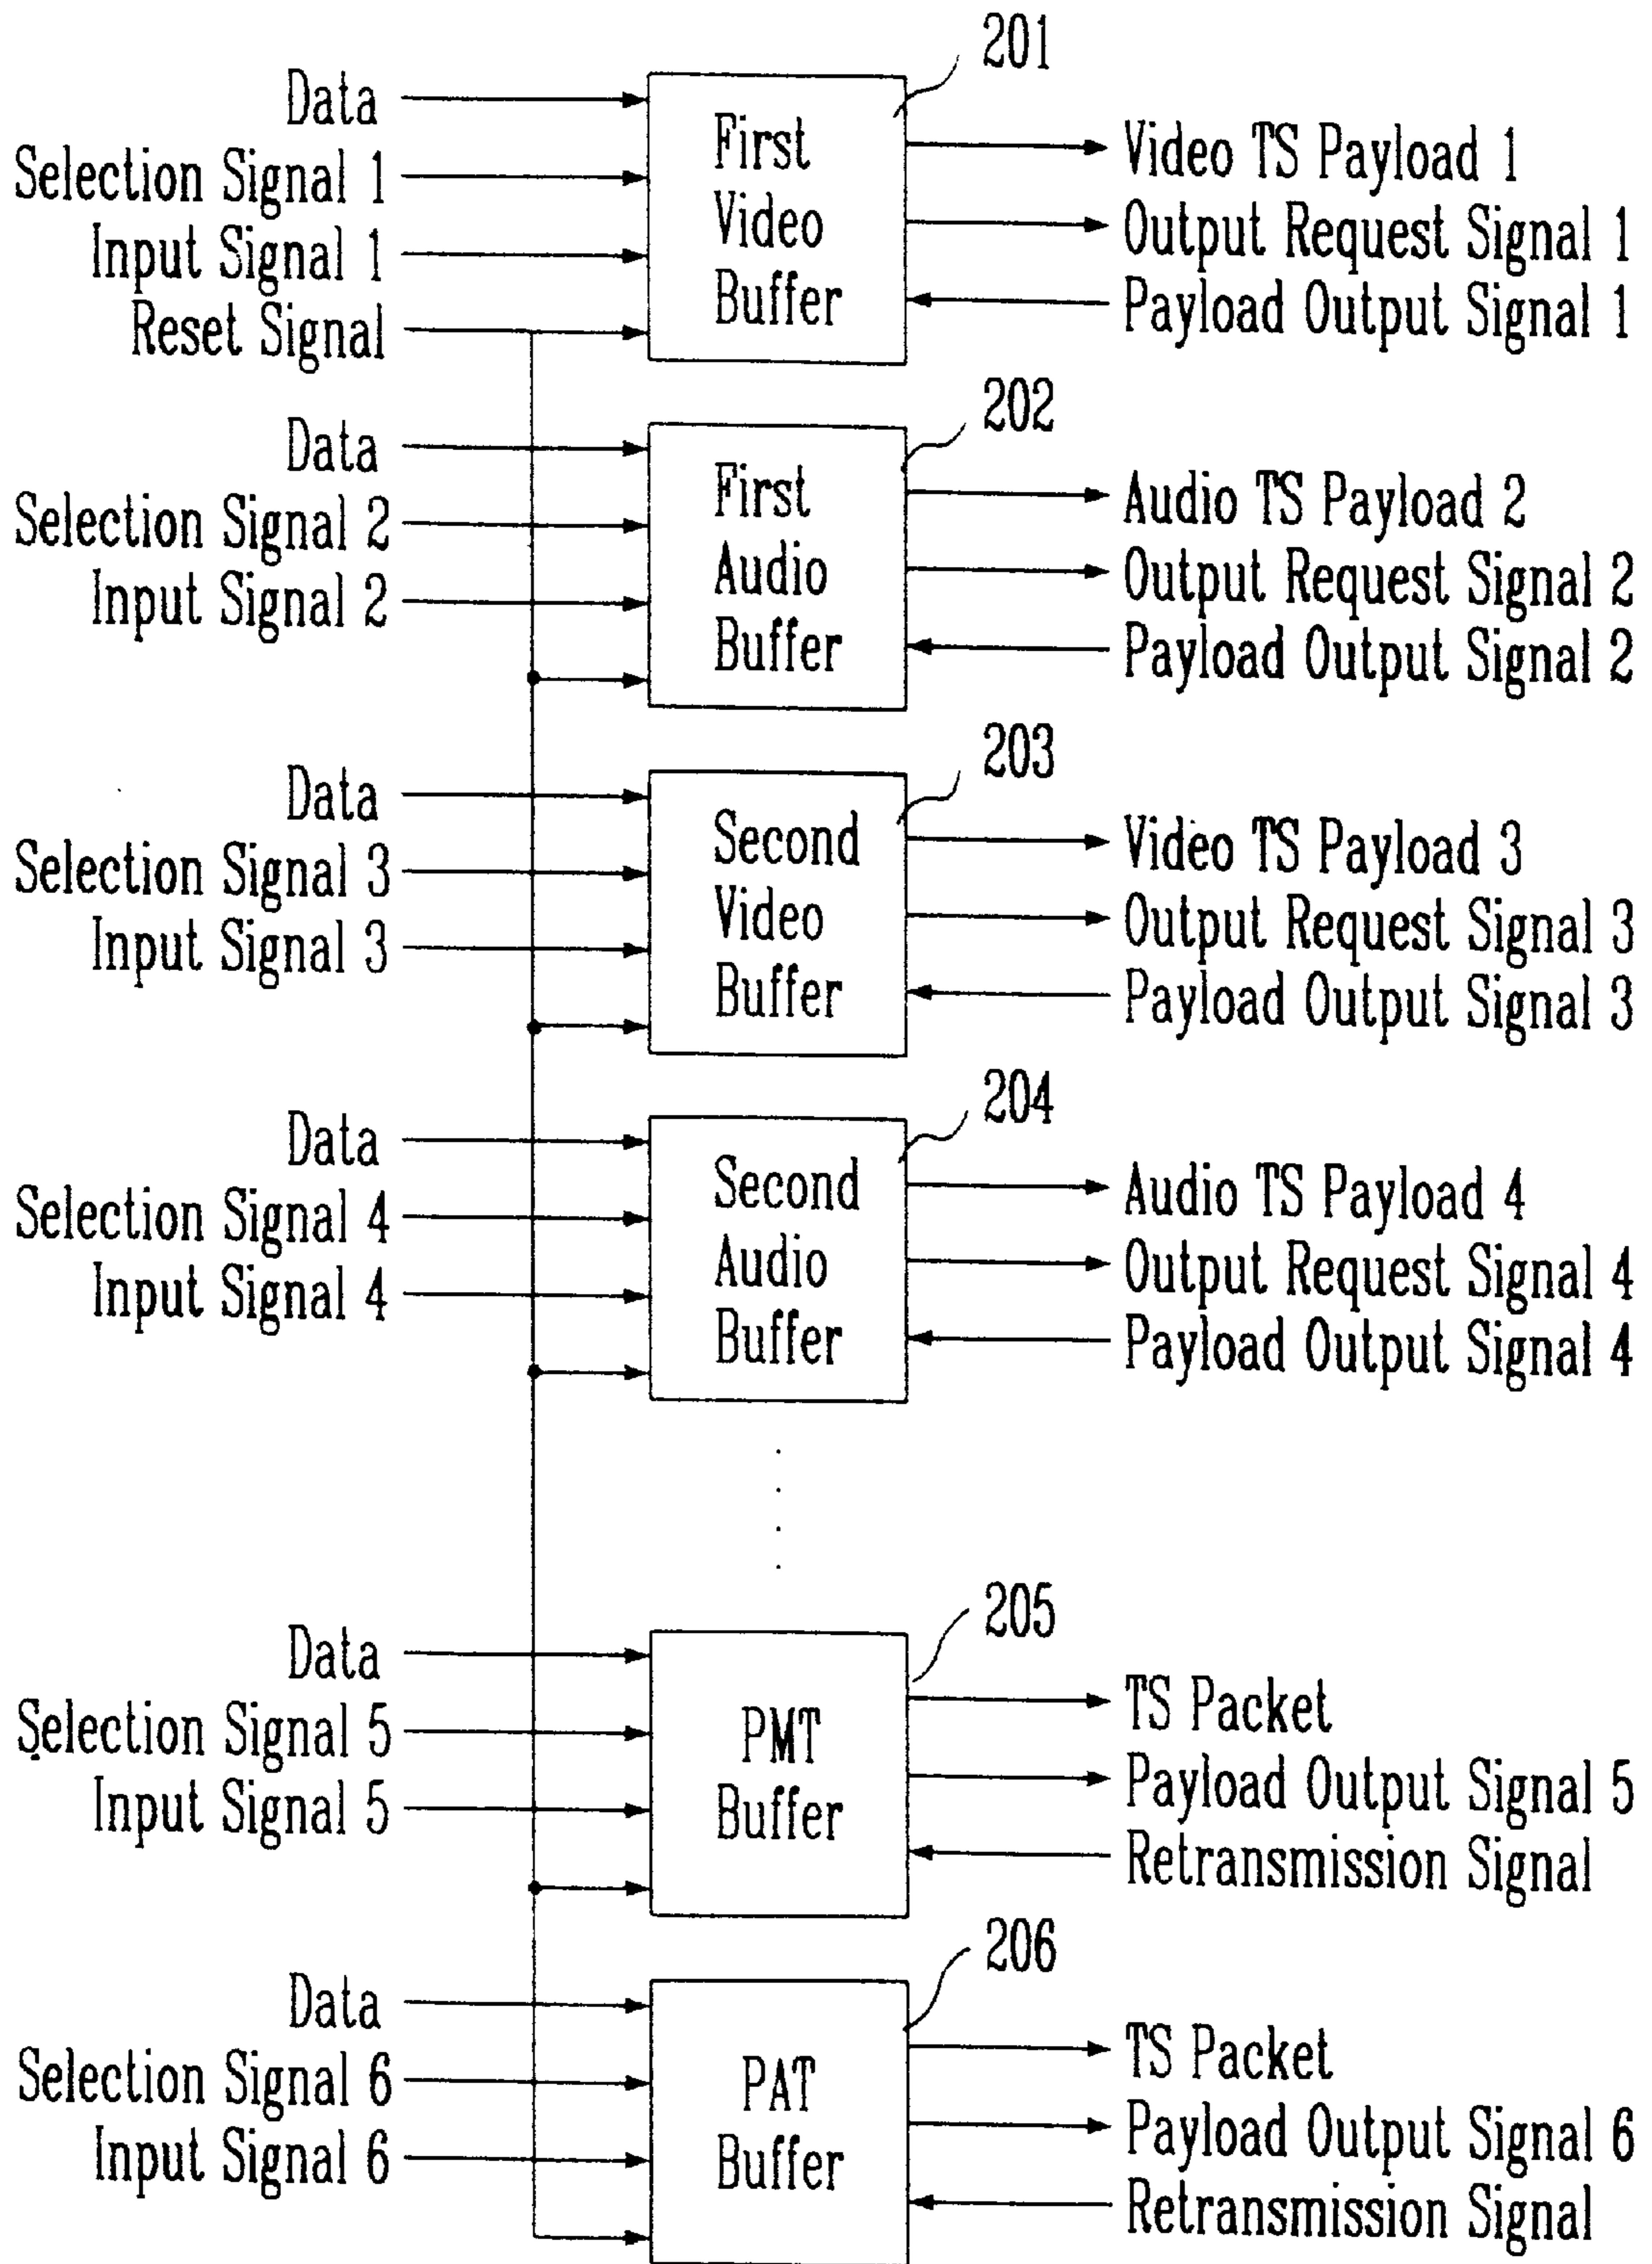 201
Data
Selection Signal 1
Input Signal 1
Reset Signal
First
Video
Buffer
Video TS Payload 1
Output Request Signal 1
Payload Output Signal 1
202
Data
Selection Signal 2
Input Signal 2
First
Audio
Buffer
Audio TS Payload 2
Output Request Signal 2
Payload Output Signal 2
203
Data
Selection Signal 3
Input Signal 3
Second
Video
Buffer
Video TS Payload 3
Output Request Signal 3
Payload Output Signal 3
204
Data
Selection Signal 4
Input Signal 4
Second
Audio
Buffer
Audio TS Payload 4
Output Request Signal 4
Payload Output Signal 4
205
Data
Selection Signal 5
Input Signal 5
PMT
Buffer
TS Packet
Payload Output Signal 5
Retransmission Signal
206
Data
Selection Signal 6
Input Signal 6
PAT
Buffer
TS Packet
Payload Output Signal 6
Retransmission Signal